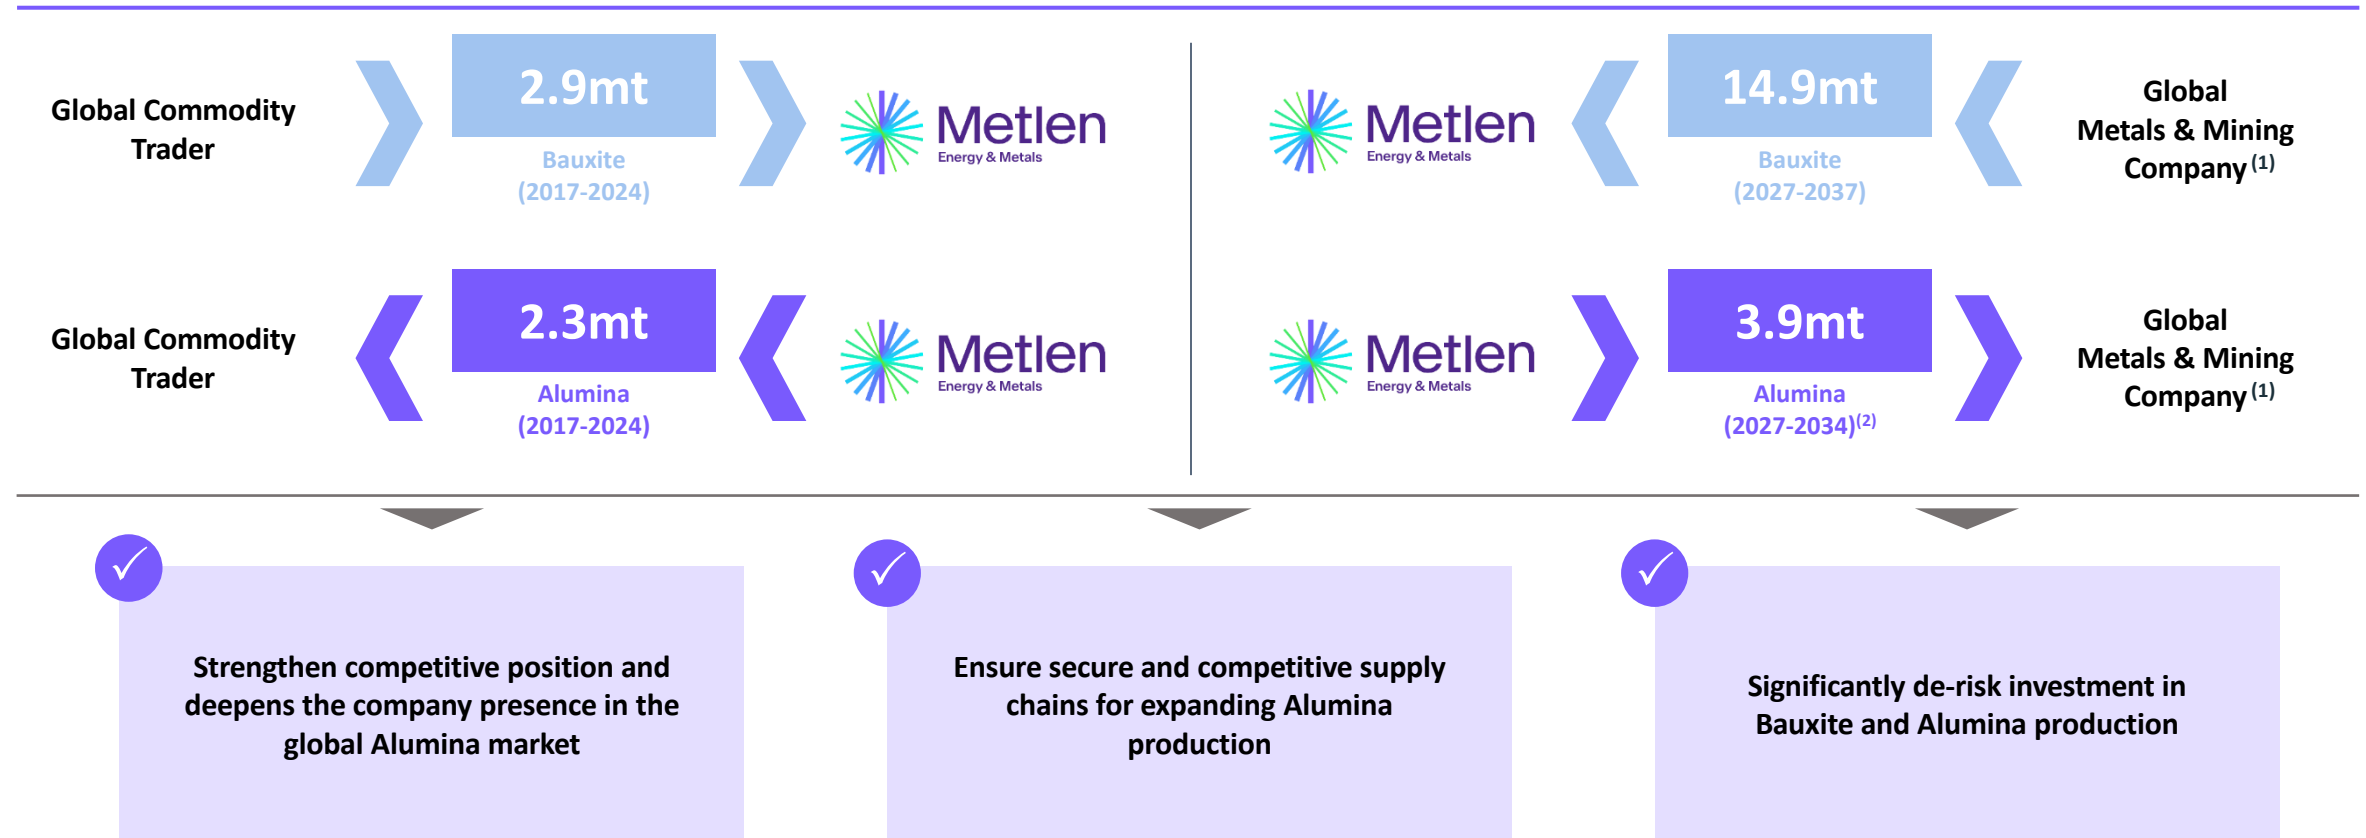 Global Commodity
Trader
2.9mt
Bauxite
(2017-2024)
Metlen
Energy & Metals
Metlen
Energy & Metals
14.9mt
Bauxite
(2027-2037)
Global
Metals & Mining
Company (1)
Global Commodity
Trader
2.3mt
Alumina
(2017-2024)
Metlen
Energy & Metals
Metlen
Energy & Metals
3.9mt
Alumina
(2027-2034)(2)
Global
Metals & Mining
Company (1)
Strengthen competitive position and
deepens the company presence in the
global Alumina market
Ensure secure and competitive supply
chains for expanding Alumina
production
Significantly de-risk investment in
Bauxite and Alumina production